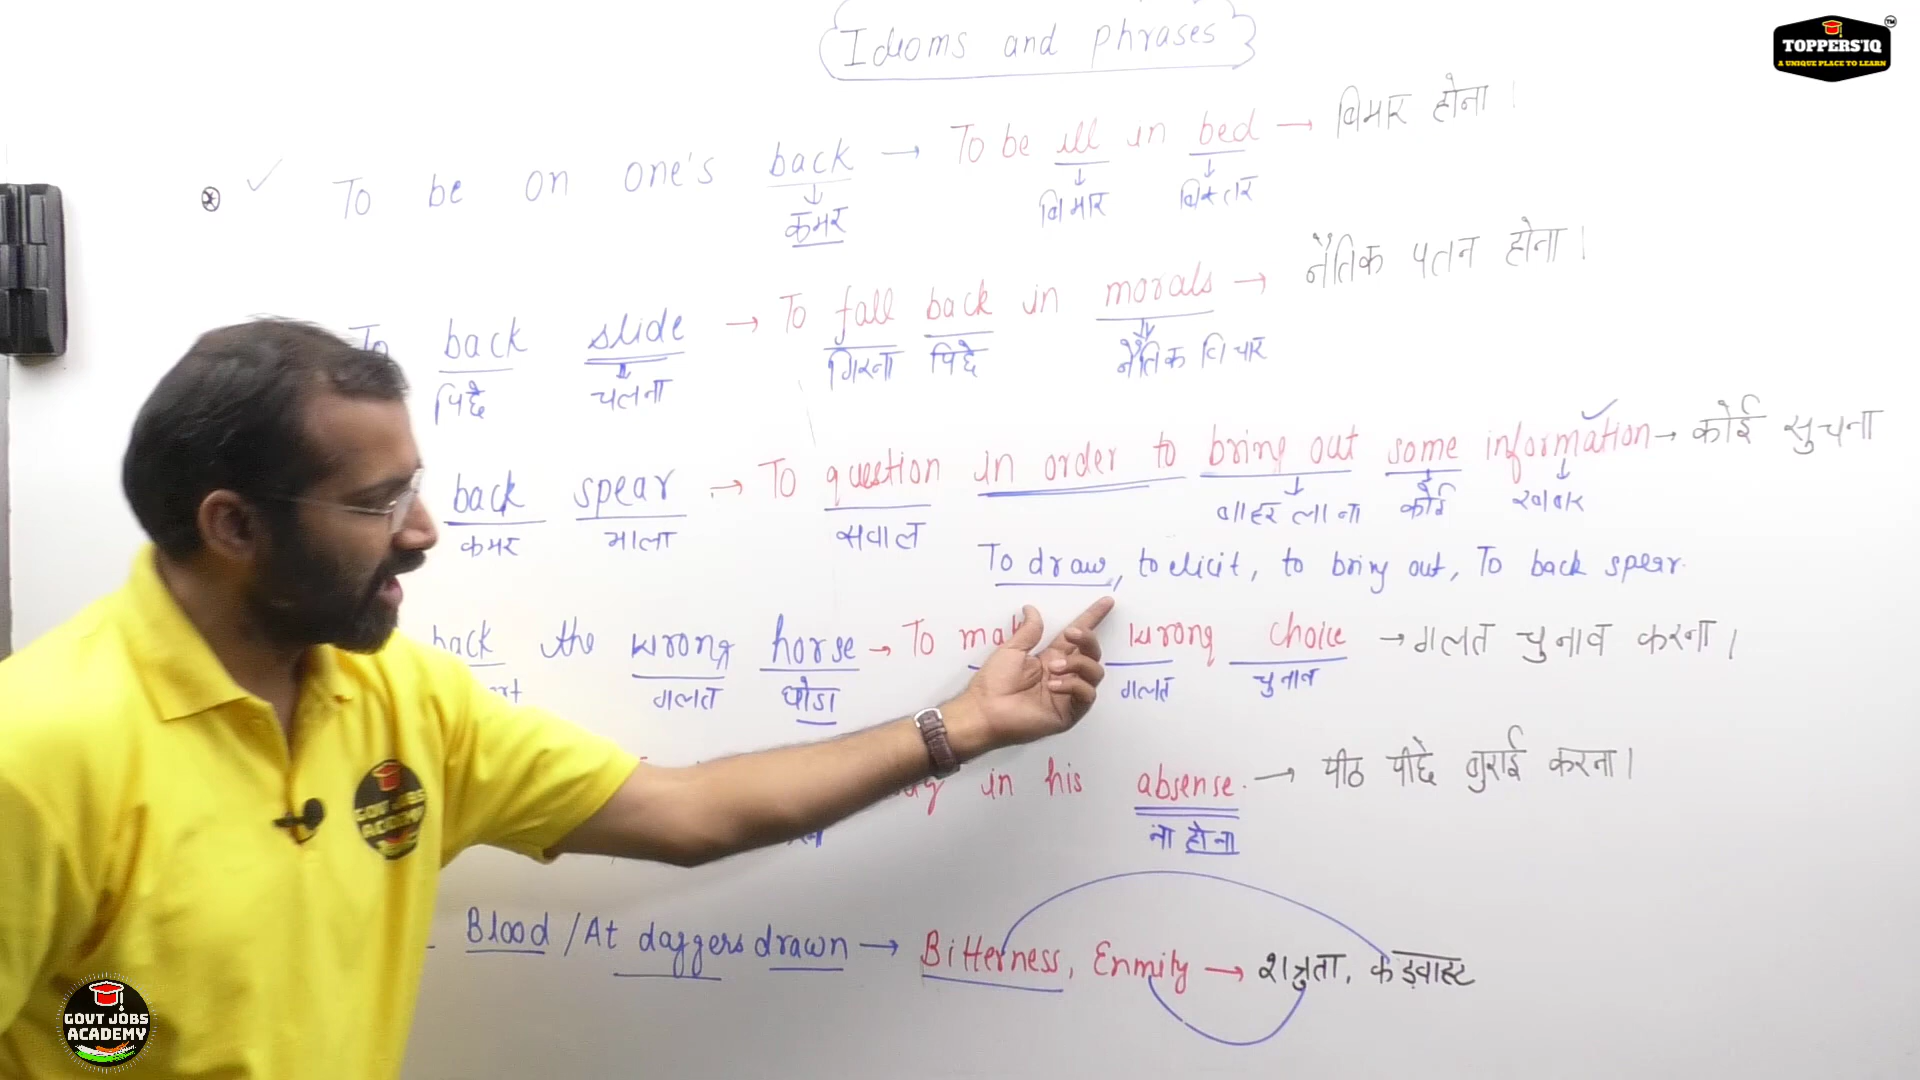 TOPPERS'IQ
A UNIQUE PLACE TO LEARN
Idioms and phrases
To be on one's back → To be ill in bed → बिमार होना।
कमर बिमार बिस्तर
To back slide → To fall back in morals → नैतिक पतन होना।
पिछे चलना गिरना पिछे नैतिक विचार
back spear → To question in order to bring out some information → कोई सुचना
कमर भाला सवाल बाहर लाना कोई खबर
To draw, to elicit, to bring out, To back spear.
back the wrong horse → To wrong choice → गलत चुनाव करना।
गलत घोडा गलत चुनाव
in his absense. → पीठ पीछे बुराई करना।
ना होना
Blood / At daggers drawn → Bitterness, Enmity → शत्रुता, कड़वाहट
GOVT JOBS
ACADEMY
GOVT JOBS
ACADEMY